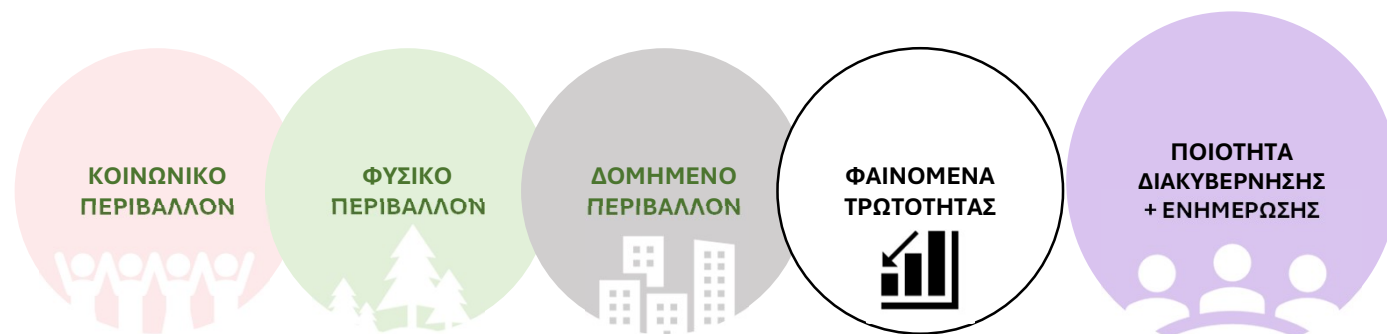 ΚΟΙΝΩΝΙΚΟ
ΠΕΡΙΒΑΛΛΟΝ
ΦΥΣΙΚΟ
ΠΕΡΙΒΑΛΛΟΝ
ΔΟΜΗΜΕΝΟ
ΠΕΡΙΒΑΛΛΟΝ
ΦΑΙΝΟΜΕΝΑ
ΤΡΩΤΟΤΗΤΑΣ
ΠΟΙΟΤΗΤΑ
ΔΙΑΚΥΒΕΡΝΗΣΗΣ
+ ΕΝΗΜΕΡΩΣΗΣ